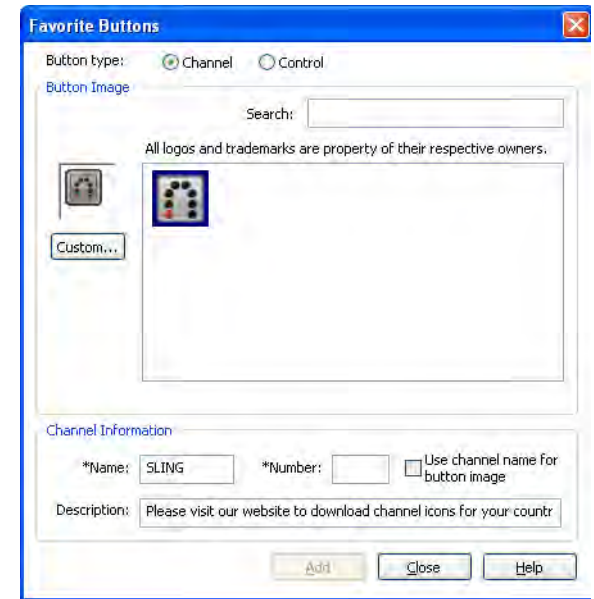 Favorite Buttons
Button type: Channel Control
Button Image
Search:
All logos and trademarks are property of their respective owners.
Custom...
Channel Information
*Name: SLING *Number: Use channel name for
button image
Description: Please visit our website to download channel icons for your countr
Add Close Help